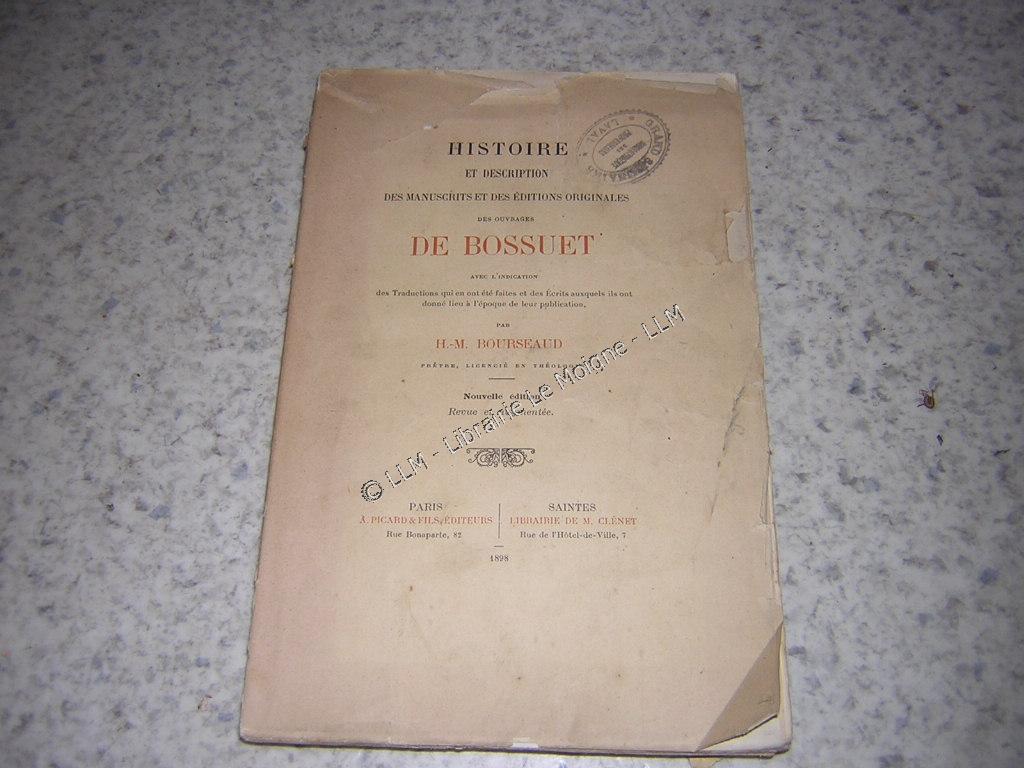 HISTOIRE
ET DESCRIPTION
DES MANUSCRITS ET DES ÉDITIONS ORIGINALES
DES OUVRAGES
DE BOSSUET
AVEC L'INDICATION
des Traductions qui en ont été faites et des Écrits auxquels ils ont
donné lieu à l'époque de leur publication,
PAR
H.-M. BOURSEAUD
PRÊTRE, LICENCIÉ EN
Nouvelle édition
Revue et
PARIS
A. PICARD & FILS, ÉDITEURS
Rue Bonaparte, 82
SAINTES
LIBRAIRIE DE M. CLÉNET
Rue de l'Hôtel-de-Ville, 7
1898
GRAND SÉMINAIRE
LAVAL
© LLM - Librairie Le Moigne - LLM